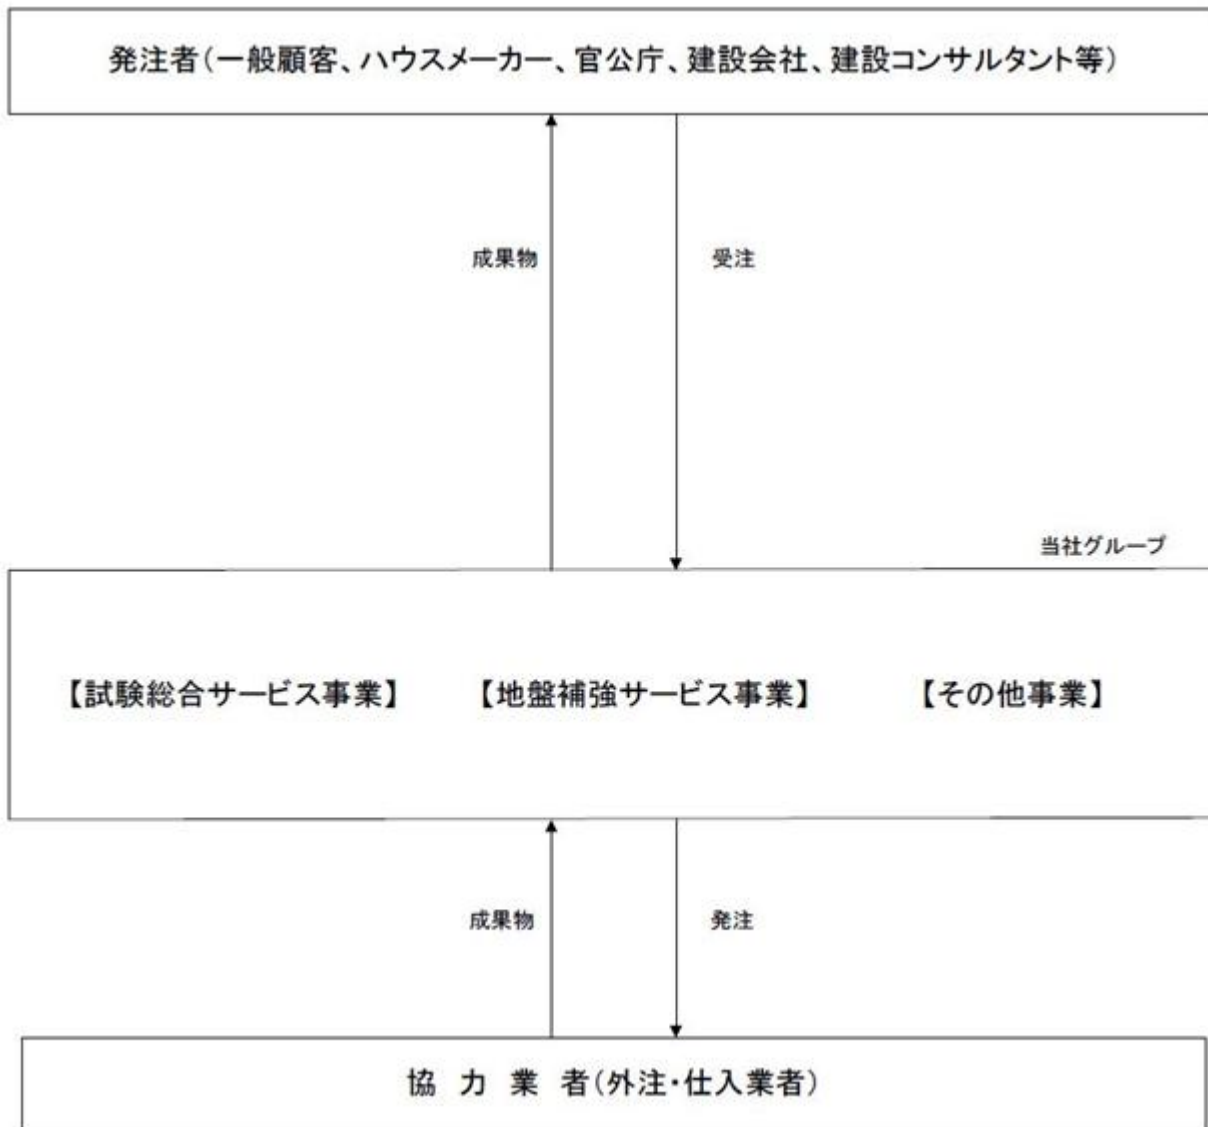 発注者(一般顧客、ハウスメーカー、官公庁、建設会社、建設コンサルタント等)
成果物 受注
当社グループ
【試験総合サービス事業】 【地盤補強サービス事業】 【その他事業】
成果物 発注
協 力 業 者(外注・仕入業者)